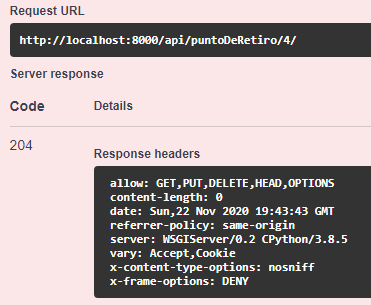 Request URL
http://localhost:8000/api/puntoDeRetiro/4/
Server response
Code Details
204
Response headers
allow: GET,PUT,DELETE,HEAD,OPTIONS
content-length: 0
date: Sun,22 Nov 2020 19:43:43 GMT
referrer-policy: same-origin
server: WSGIServer/0.2 CPython/3.8.5
vary: Accept,Cookie
x-content-type-options: nosniff
x-frame-options: DENY